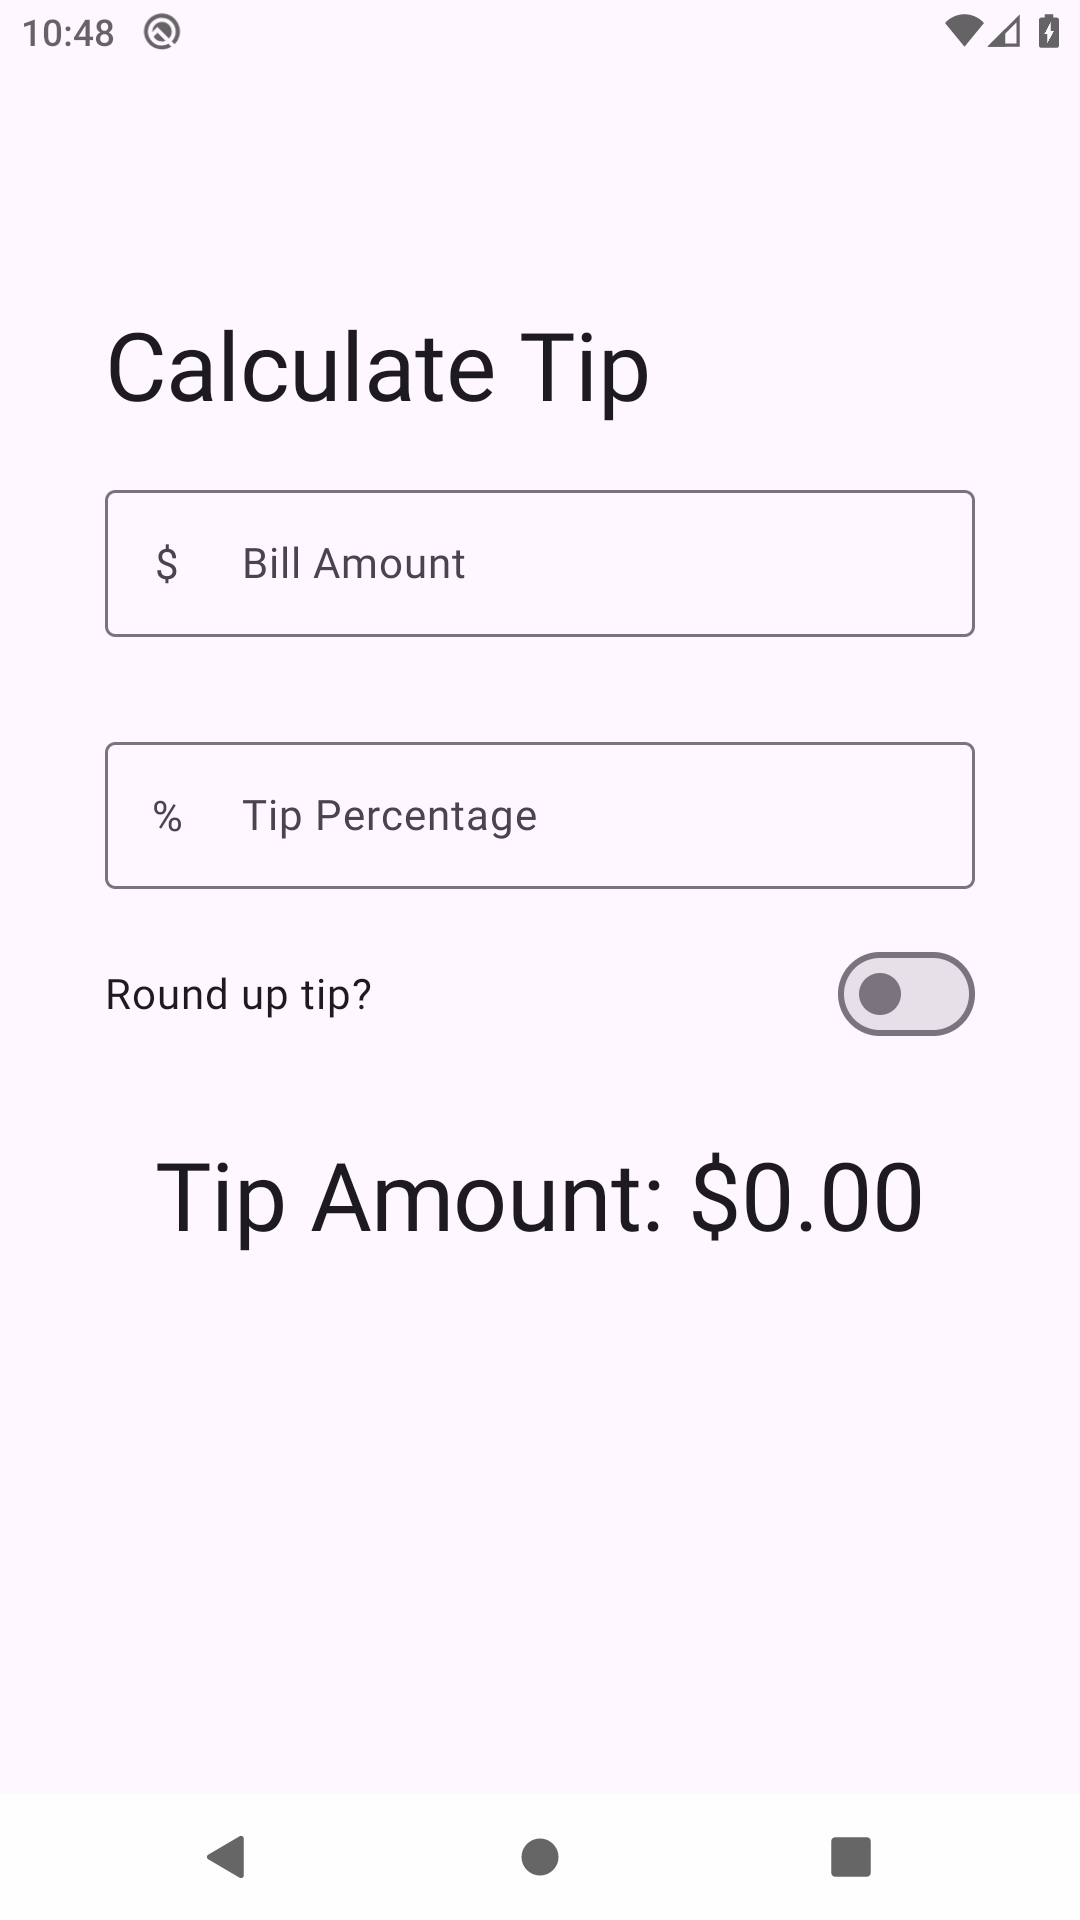 10:48
Calculate Tip
$ Bill Amount
% Tip Percentage
Round up tip?
Tip Amount: $0.00